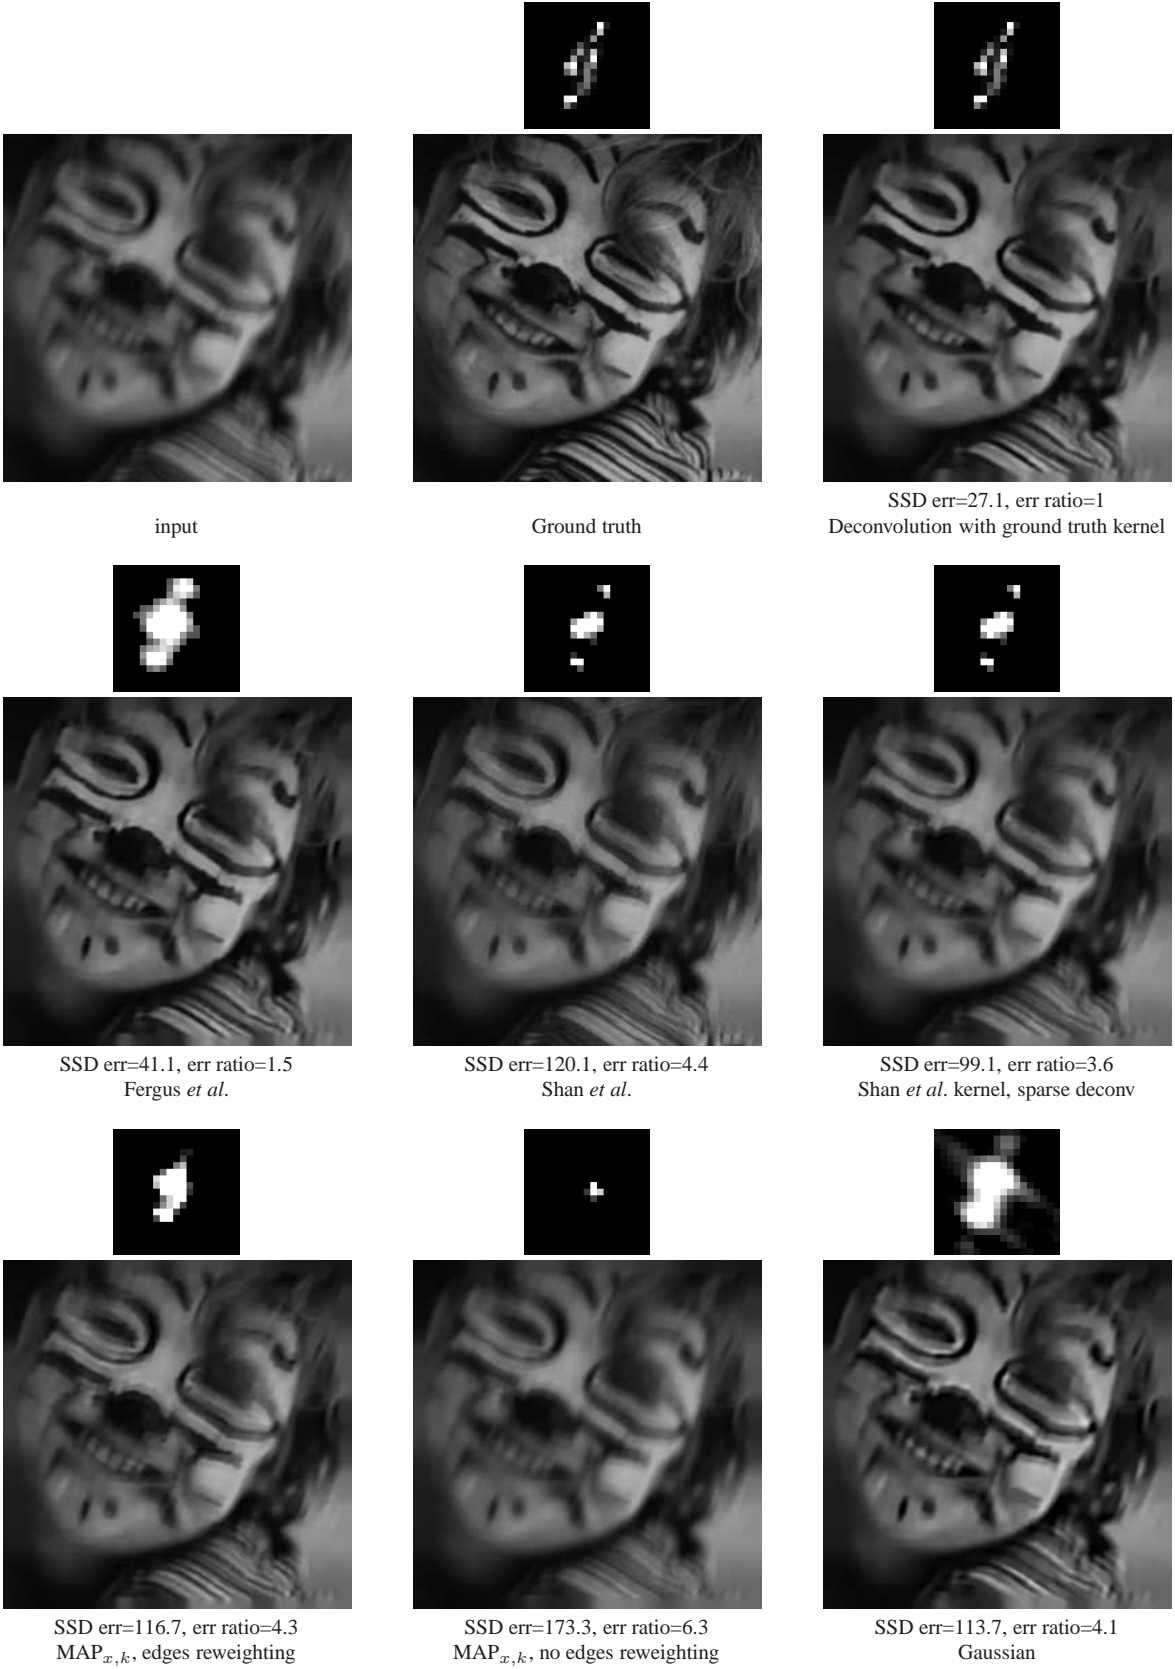 SSD err=27.1, err ratio=1
input
Ground truth
Deconvolution with ground truth kernel
SSD err=41.1, err ratio=1.5
Fergus et al.
SSD err=120.1, err ratio=4.4
Shan et al.
SSD err=99.1, err ratio=3.6
Shan et al. kernel, sparse deconv
SSD err=116.7, err ratio=4.3
MAPx,k, edges reweighting
SSD err=173.3, err ratio=6.3
MAPx,k, no edges reweighting
SSD err=113.7, err ratio=4.1
Gaussian